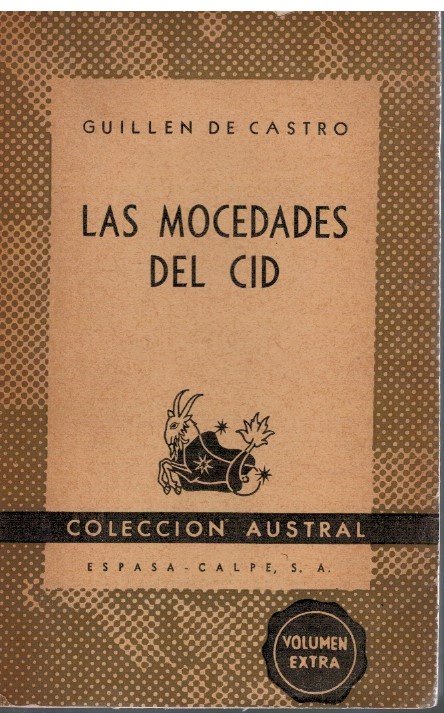 GUILLEN DE CASTRO
LAS MOCEDADES
DEL CID
COLECCION AUSTRAL
ESPASA - CALPE, S. A.
VOLUMEN
EXTRA